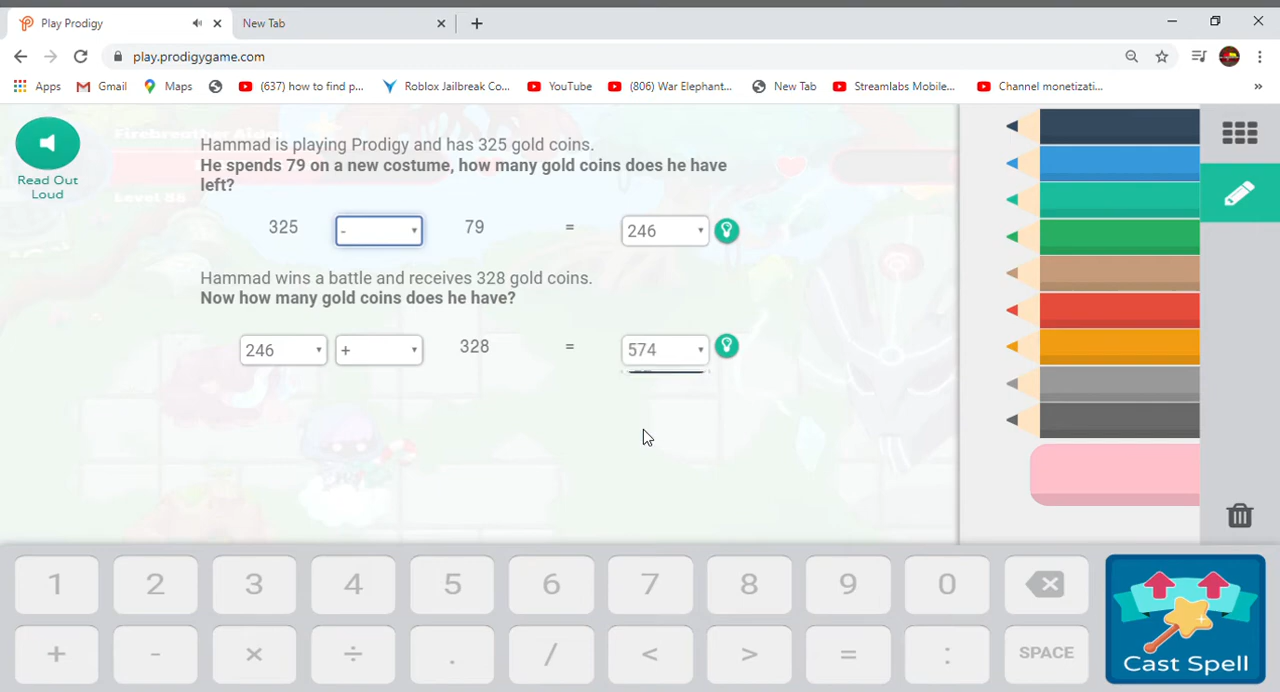 Play Prodigy
New Tab
play.prodigygame.com
Apps
Gmail
Maps
(637) how to find p...
Roblox Jailbreak Co...
YouTube
(806) War Elephant...
New Tab
Streamlabs Mobile...
Channel monetizati...
»
Read Out
Loud
Level 88
Hammad is playing Prodigy and has 325 gold coins.
He spends 79 on a new costume, how many gold coins does he have
left?
325 - 79 = 246
Hammad wins a battle and receives 328 gold coins.
Now how many gold coins does he have?
246 + 328 = 574
1 2 3 4 5 6 7 8 9 0
+ - × ÷ . / < > = : SPACE
Cast Spell